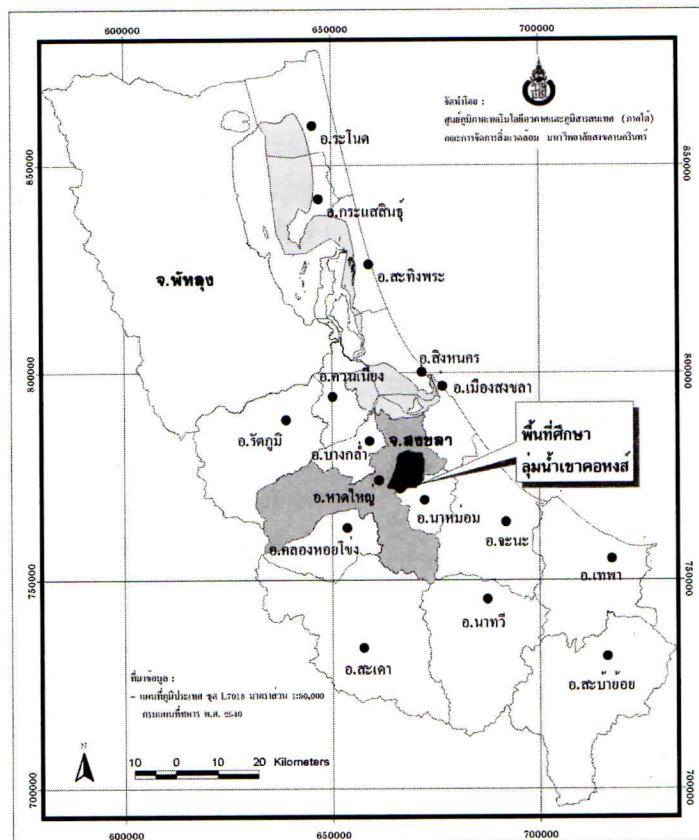 600000 650000 700000
จัดทำโดย :
ศูนย์ภูมิภาคเทคโนโลยีอวกาศและภูมิสารสนเทศ (ภาคใต้)
คณะการจัดการสิ่งแวดล้อม มหาวิทยาลัยสงขลานครินทร์
อ.ระโนด
850000 850000
อ.กระแสสินธุ์
จ.พัทลุง
อ.สะทิงพระ
อ.สิงหนคร
800000 800000
อ.ควนเนียง
อ.เมืองสงขลา
อ.รัตภูมิ
อ.บางกล่ำ
จ.สงขลา
พื้นที่ศึกษา
ลุ่มน้ำเขาคอหงส์
อ.หาดใหญ่
อ.นาหม่อม
อ.จะนะ
อ.คลองหอยโข่ง
อ.เทพา
750000 750000
อ.นาทวี
อ.สะเดา
อ.สะบ้าย้อย
ที่มาข้อมูล :
- แผนที่ภูมิประเทศ ชุด L7018 มาตราส่วน 1:50,000
กรมแผนที่ทหาร พ.ศ. 2540
N
10 0 10 20 Kilometers
700000 700000
600000 650000 700000